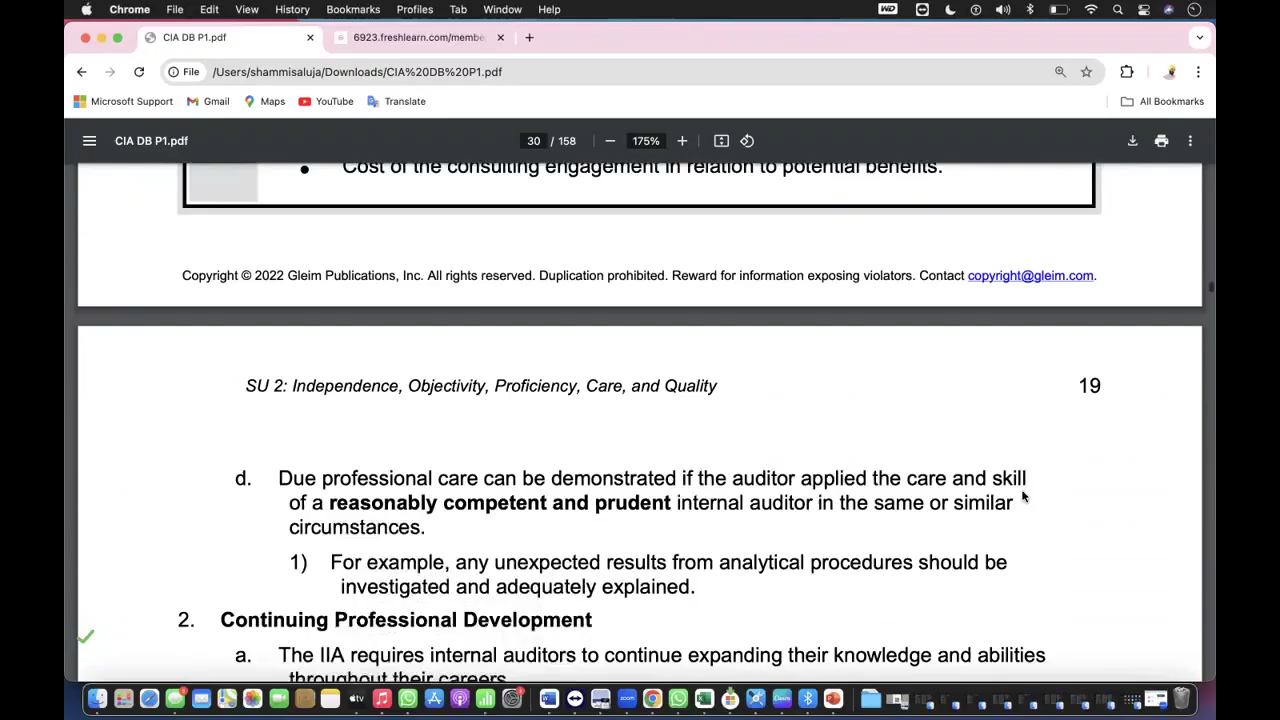 Chrome File Edit View History Bookmarks Profiles Tab Window Help
CIA DB P1.pdf
6923.freshlearn.com/membe
File /Users/shammisaluja/Downloads/CIA%20DB%20P1.pdf
Microsoft Support Gmail Maps YouTube Translate All Bookmarks
CIA DB P1.pdf 30 / 158 175%
• Cost of the consulting engagement in relation to potential benefits.
Copyright © 2022 Gleim Publications, Inc. All rights reserved. Duplication prohibited. Reward for information exposing violators. Contact copyright@gleim.com.
SU 2: Independence, Objectivity, Proficiency, Care, and Quality 19
d. Due professional care can be demonstrated if the auditor applied the care and skill
of a reasonably competent and prudent internal auditor in the same or similar
circumstances.
1) For example, any unexpected results from analytical procedures should be
investigated and adequately explained.
2. Continuing Professional Development
a. The IIA requires internal auditors to continue expanding their knowledge and abilities
throughout their careers.